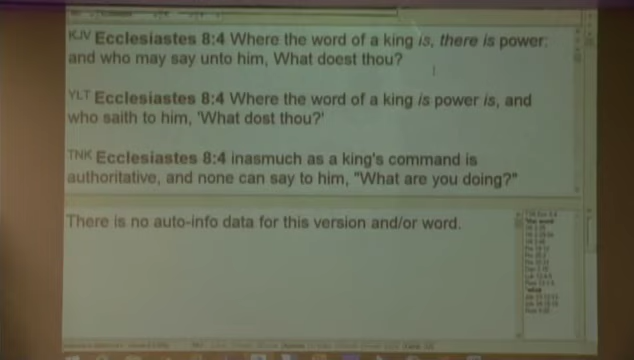 KJV Ecclesiastes 8:4 Where the word of a king is, there is power:
and who may say unto him, What doest thou?
YLT Ecclesiastes 8:4 Where the word of a king is power is, and
who saith to him, 'What dost thou?'
TNK Ecclesiastes 8:4 inasmuch as a king's command is
authoritative, and none can say to him, "What are you doing?"
There is no auto-info data for this version and/or word.